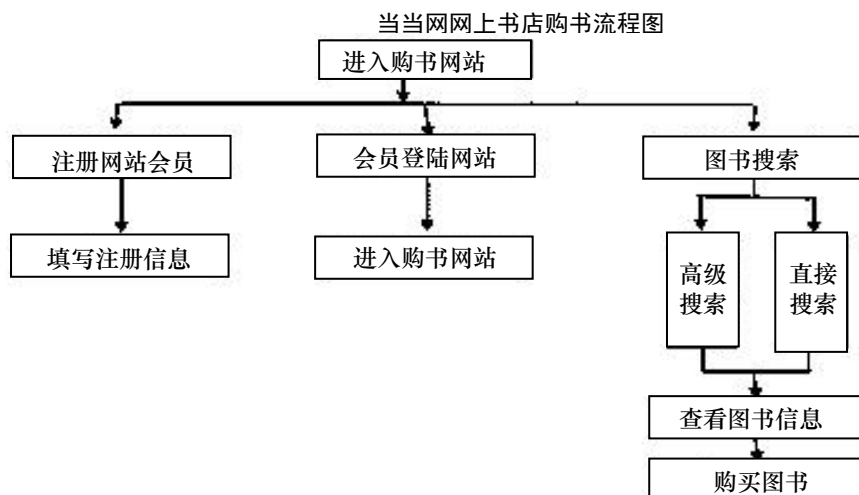 当当网网上书店购书流程图
进入购书网站
注册网站会员
会员登陆网站
图书搜索
填写注册信息
进入购书网站
高级
搜索
直接
搜索
查看图书信息
购买图书